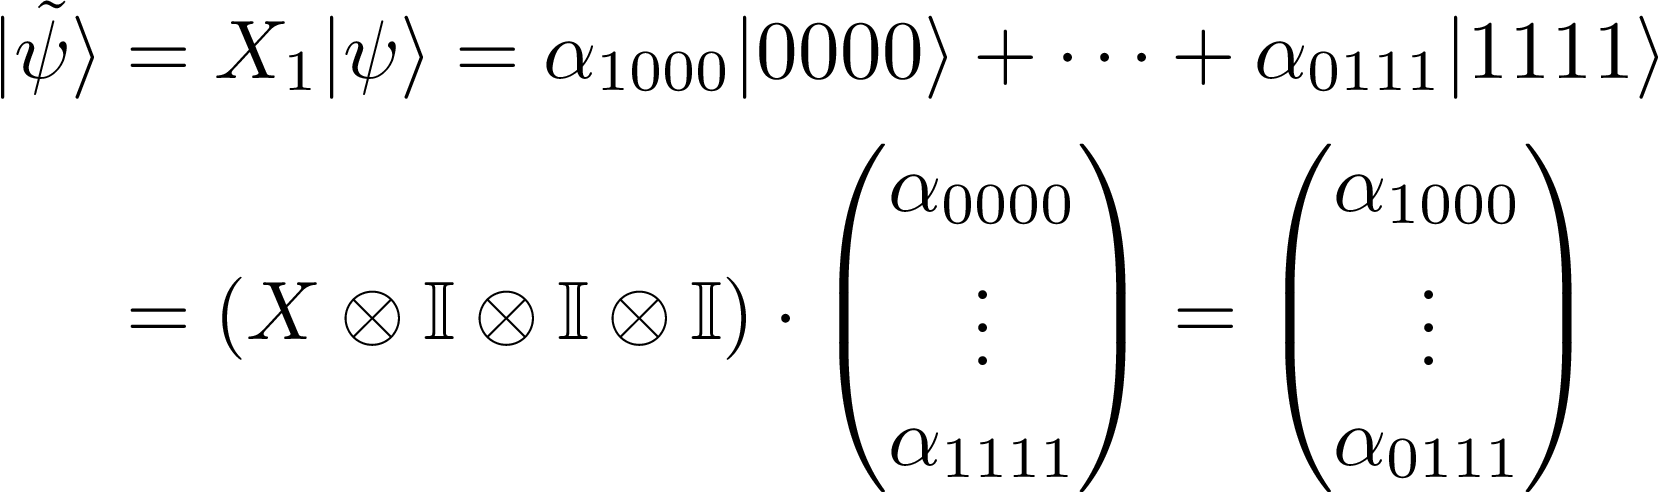 |ψ̃⟩ = X₁|ψ⟩ = α₁₀₀₀|0000⟩ + ⋯ + α₀₁₁₁|1111⟩
= (X ⊗ 𝕀 ⊗ 𝕀 ⊗ 𝕀) · (α₀₀₀₀ ⋮ α₁₁₁₁) = (α₁₀₀₀ ⋮ α₀₁₁₁)